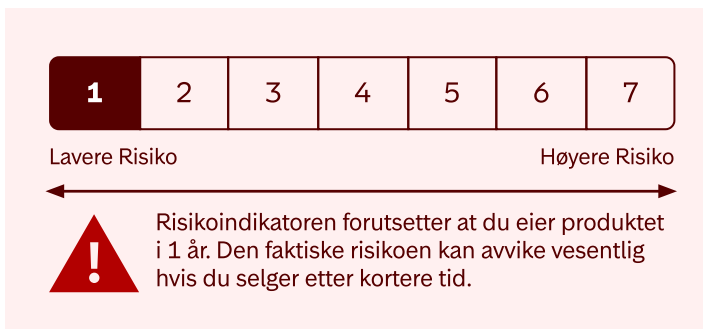 1 2 3 4 5 6 7
Lavere Risiko Høyere Risiko
!
Risikoindikatoren forutsetter at du eier produktet
i 1 år. Den faktiske risikoen kan avvike vesentlig
hvis du selger etter kortere tid.